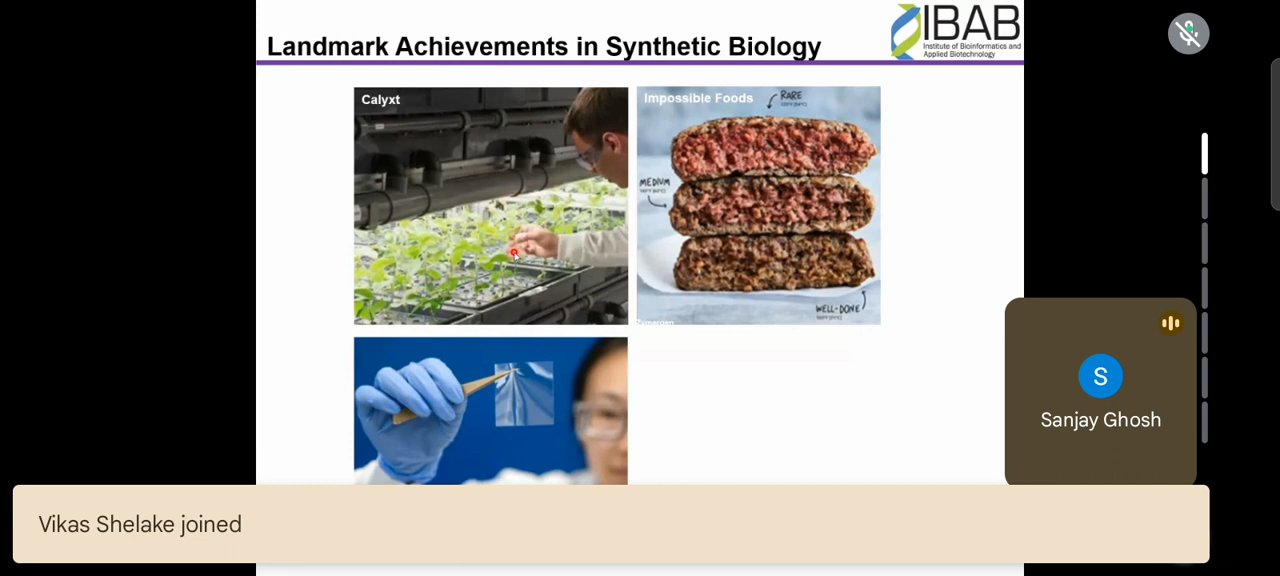 Landmark Achievements in Synthetic Biology
IBAB
Institute of Bioinformatics and
Applied Biotechnology
Calyxt
Impossible Foods
RARE
MEDIUM
WELL-DONE
Zymergen
S
Sanjay Ghosh
Vikas Shelake joined